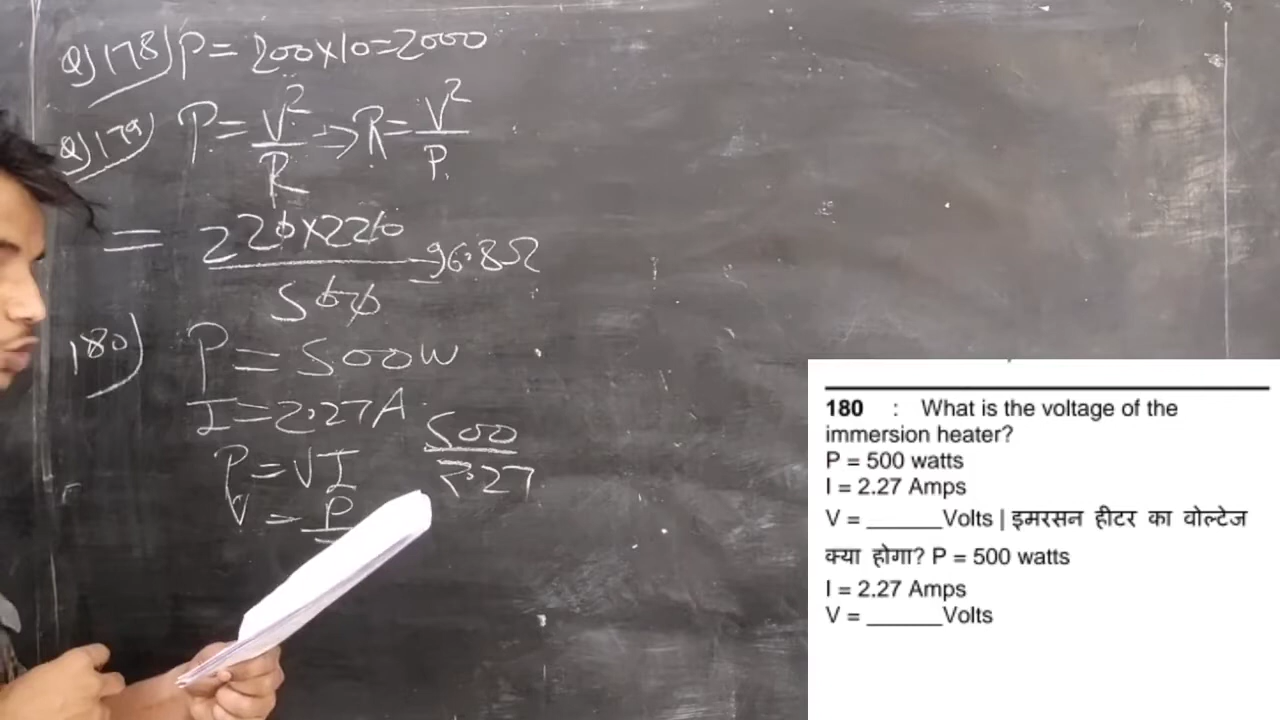 Q)178) P = 200×10=2000
Q)179) P = V²/R ⇒ R = V²/P
= 220×220/500 = 96.8Ω
180) P = 500W
I = 2.27A
P = VI
500/2.27
V = P
180 : What is the voltage of the
immersion heater?
P = 500 watts
I = 2.27 Amps
V = ______Volts | इमरसन हीटर का वोल्टेज
क्या होगा? P = 500 watts
I = 2.27 Amps
V = ______Volts